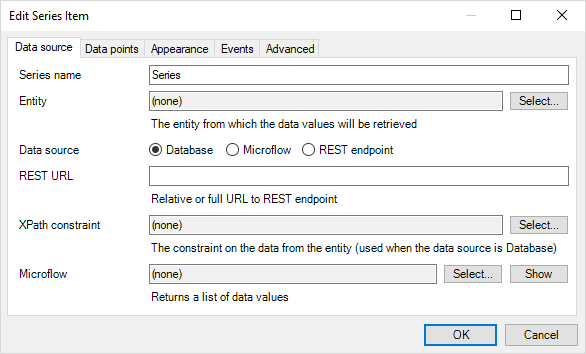 Edit Series Item
Data source Data points Appearance Events Advanced
Series name Series
Entity (none) Select...
The entity from which the data values will be retrieved
Data source Database Microflow REST endpoint
REST URL
Relative or full URL to REST endpoint
XPath constraint (none) Select...
The constraint on the data from the entity (used when the data source is Database)
Microflow (none) Select... Show
Returns a list of data values
OK Cancel